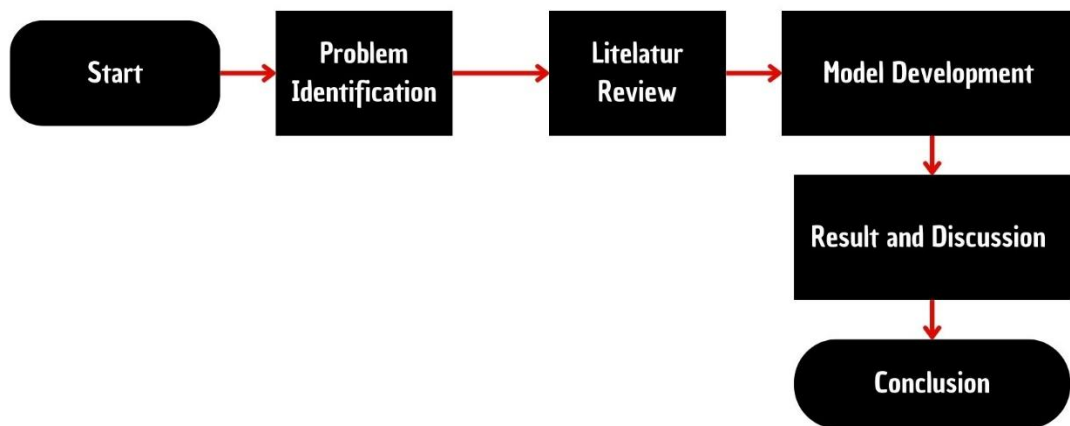 Start
Problem
Identification
Litelatur
Review
Model Development
Result and Discussion
Conclusion